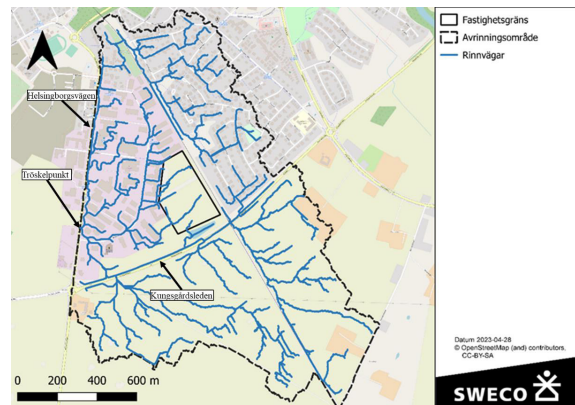 Fastighetsgräns
Avrinningsområde
Rinnvägar
Helsingborgsvägen
Tröskelpunkt
Kungsgårdsleden
0 200 400 600 m
Datum 2023-04-28
© OpenStreetMap (and) contributors,
CC-BY-SA
SWECO